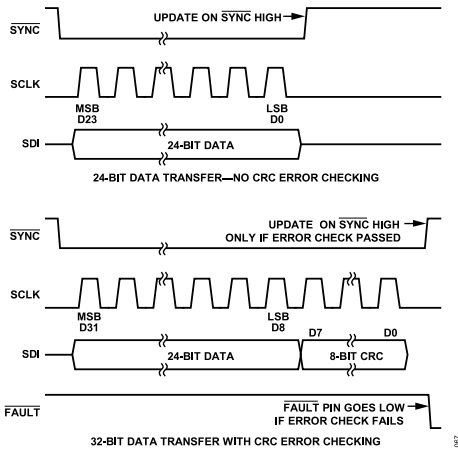 UPDATE ON SYNC HIGH
SYNC
SCLK
MSB
D23
LSB
D0
SDI
24-BIT DATA
24-BIT DATA TRANSFER—NO CRC ERROR CHECKING
UPDATE ON SYNC HIGH
ONLY IF ERROR CHECK PASSED
SYNC
SCLK
MSB
D31
LSB
D8
D7
D0
SDI
24-BIT DATA
8-BIT CRC
FAULT
FAULT PIN GOES LOW
IF ERROR CHECK FAILS
32-BIT DATA TRANSFER WITH CRC ERROR CHECKING